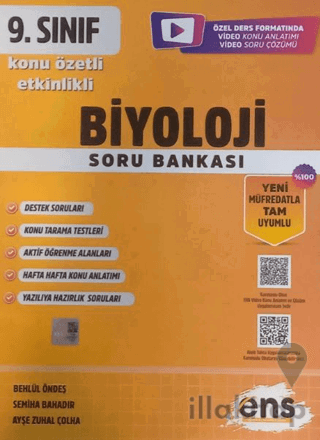 9. SINIF
konu özetli
etkinlikli
ÖZEL DERS FORMATINDA
VİDEO KONU ANLATIMI
VİDEO SORU ÇÖZÜMÜ
BİYOLOJİ
SORU BANKASI
%100
YENİ
MÜFREDATLA
TAM
UYUMLU
DESTEK SORULARI
KONU TARAMA TESTLERİ
AKTİF ÖĞRENME ALANLARI
HAFTA HAFTA KONU ANLATIMI
YAZILIYA HAZIRLIK SORULARI
BEHLÜL ÖNDEŞ
SEMİHA BAHADIR
AYŞE ZUHAL ÇOLHA
ens